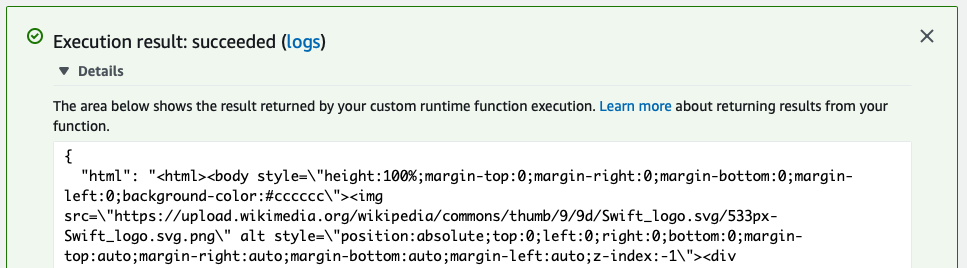 Execution result: succeeded (logs)
Details
The area below shows the result returned by your custom runtime function execution. Learn more about returning results from your
function.
{
  "html": "<html><body style=\"height:100%;margin-top:0;margin-right:0;margin-bottom:0;margin-
left:0;background-color:#cccccc\"><img
src=\"https://upload.wikimedia.org/wikipedia/commons/thumb/9/9d/Swift_logo.svg/533px-
Swift_logo.svg.png\" alt style=\"position:absolute;top:0;left:0;right:0;bottom:0;margin-
top:auto;margin-right:auto;margin-bottom:auto;margin-left:auto;z-index:-1\"><div